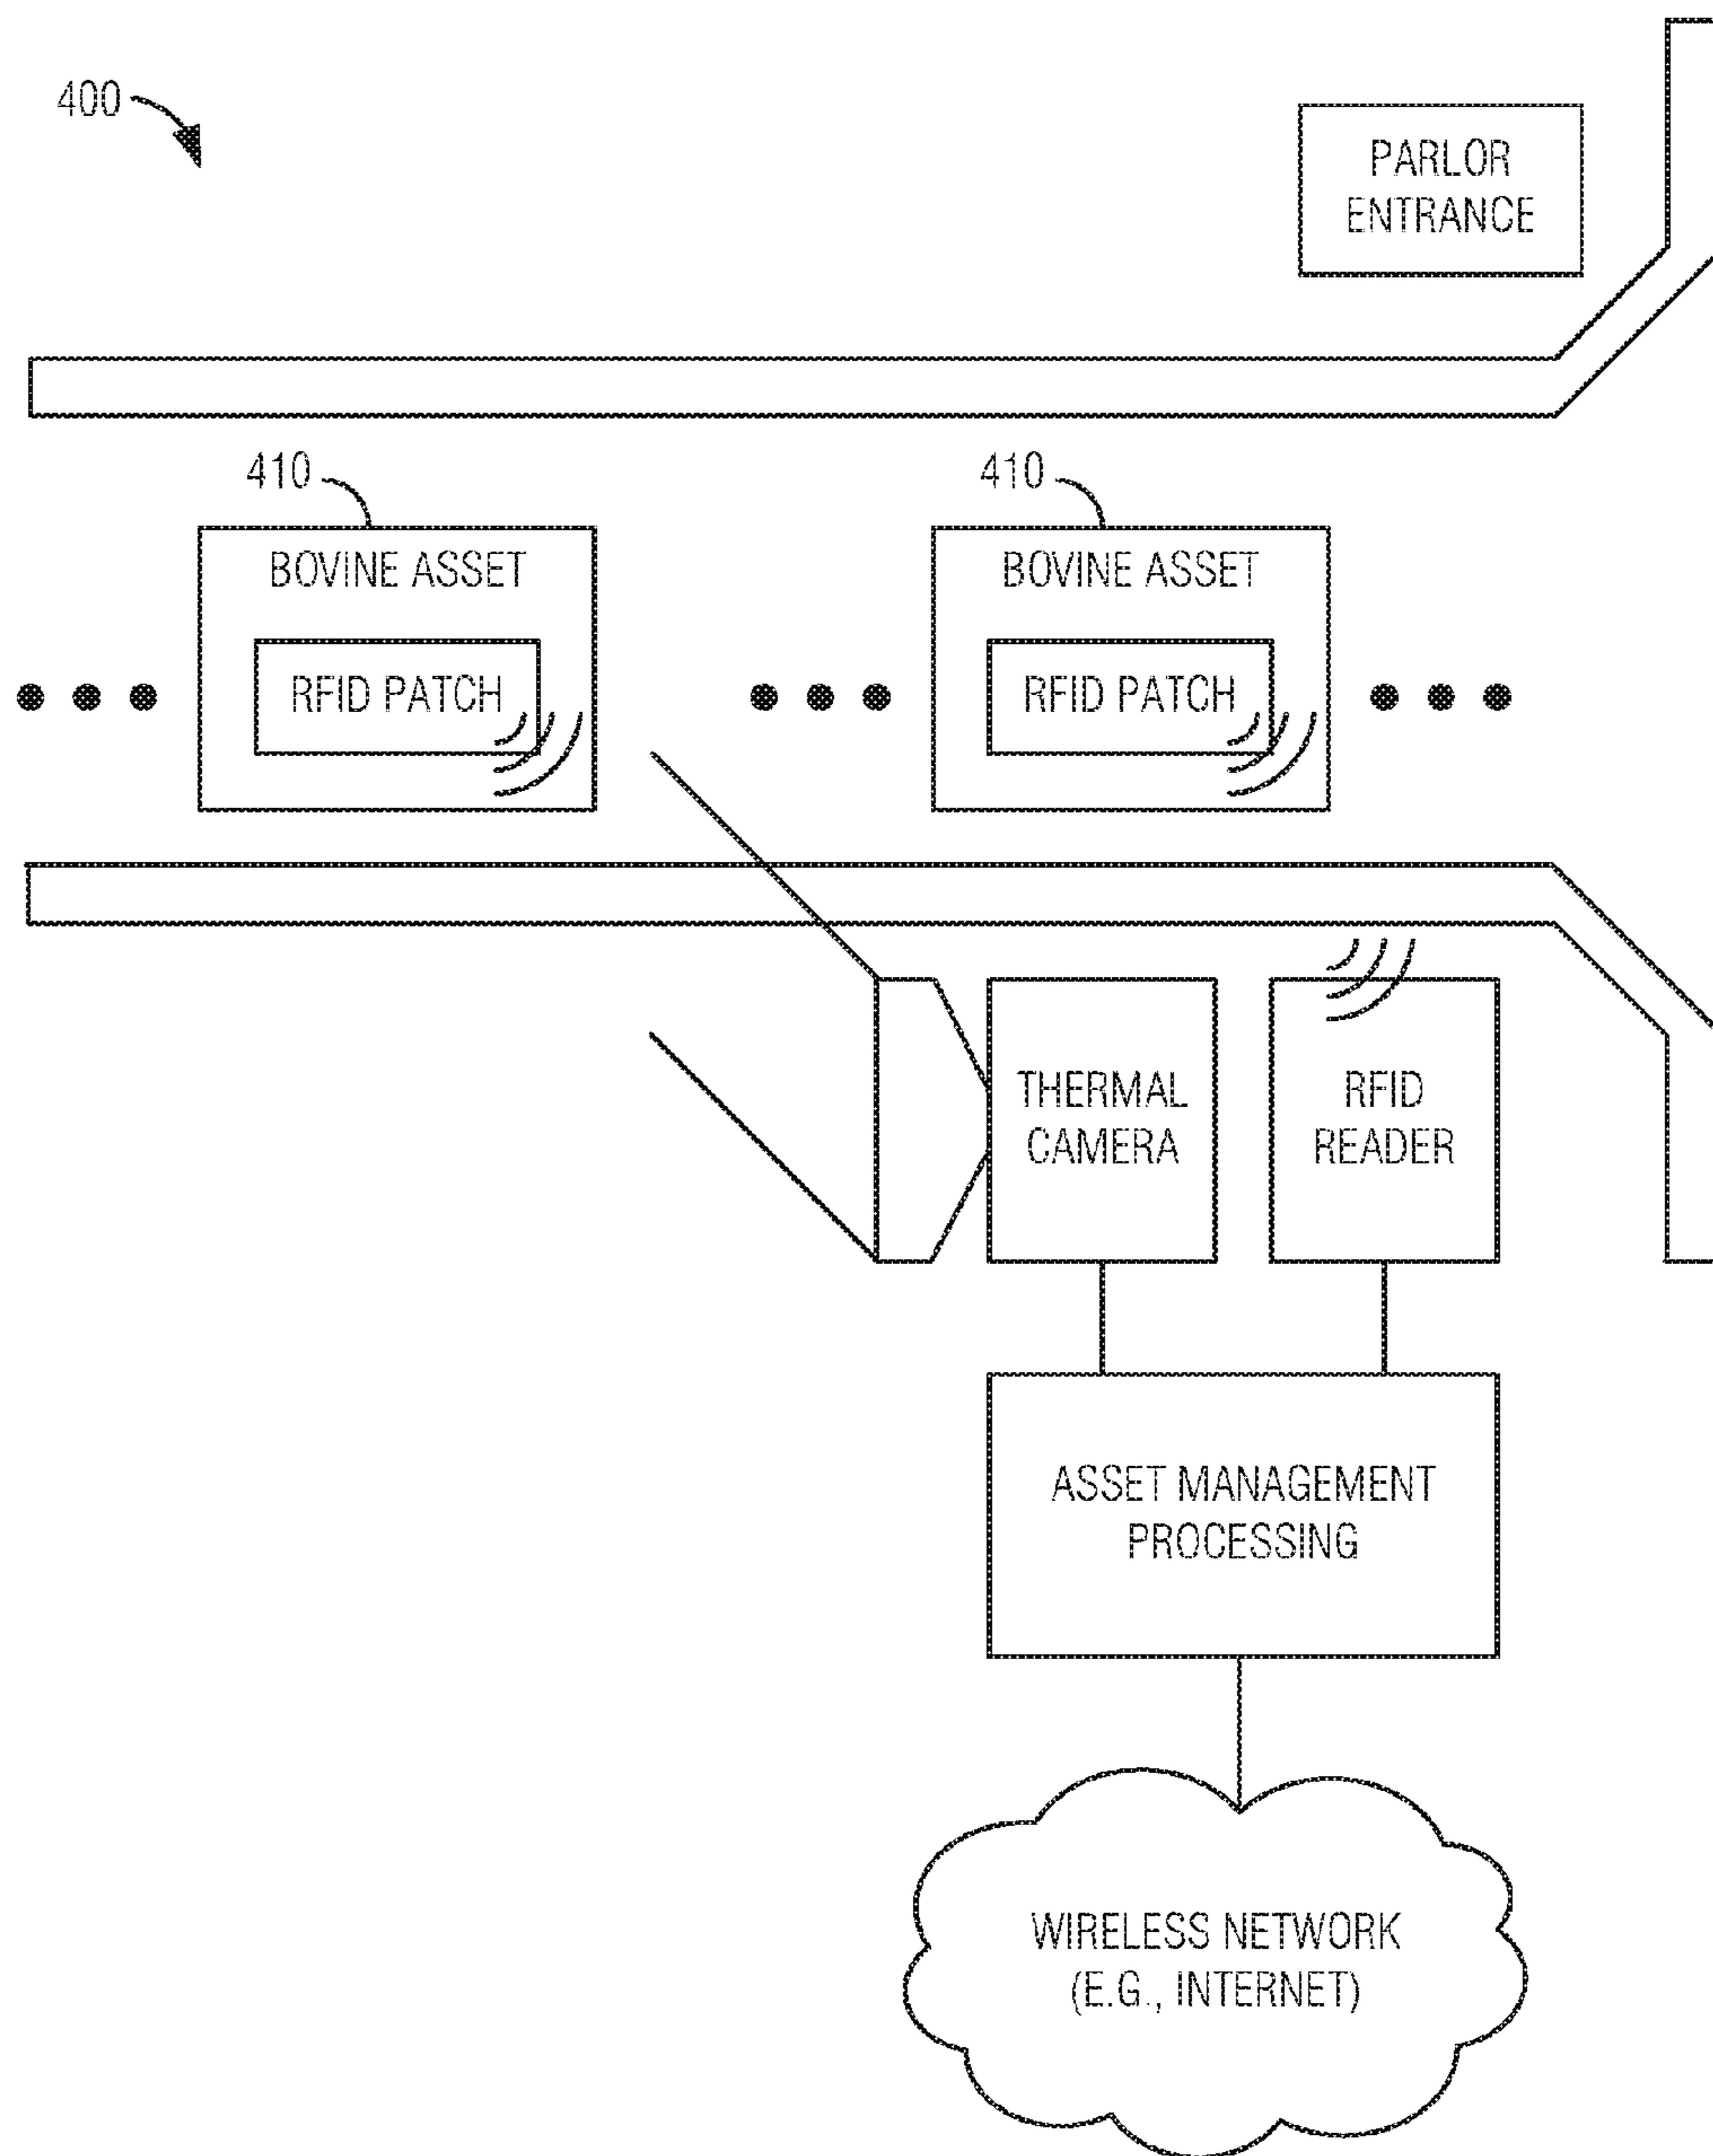 400
PARLOR
ENTRANCE
410
410
BOVINE ASSET
BOVINE ASSET
RFID PATCH
RFID PATCH
THERMAL
CAMERA
RFID
READER
ASSET MANAGEMENT
PROCESSING
WIRELESS NETWORK
(E.G., INTERNET)